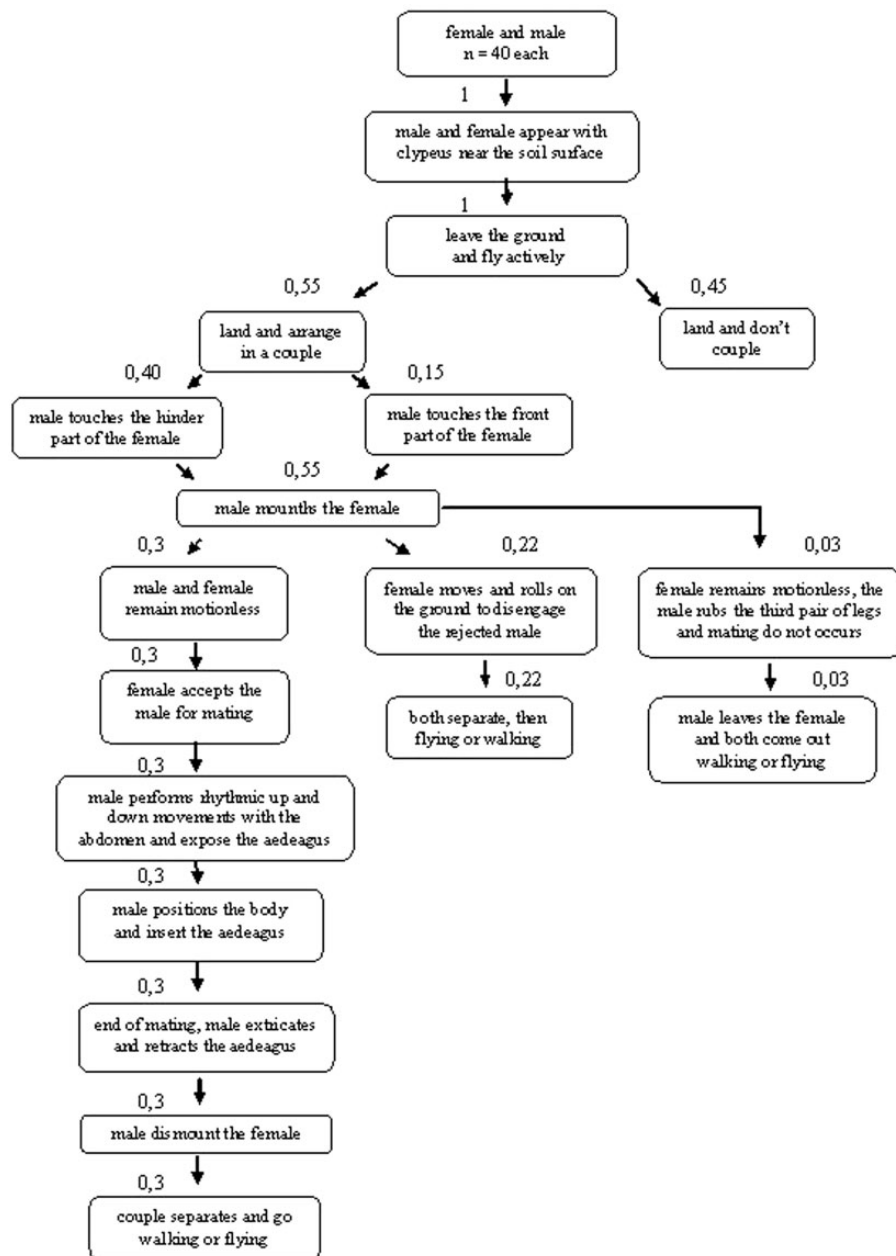 female and male
n = 40 each
1
male and female appear with
clypeus near the soil surface
1
leave the ground
and fly actively
0,55
0,45
land and arrange
in a couple
land and don't
couple
0,40
0,15
male touches the hinder
part of the female
male touches the front
part of the female
0,55
male mounths the female
0,3
0,22
0,03
male and female
remain motionless
female moves and rolls on
the ground to disengage
the rejected male
female remains motionless, the
male rubs the third pair of legs
and mating do not occurs
0,3
0,22
0,03
female accepts the
male for mating
both separate, then
flying or walking
male leaves the female
and both come out
walking or flying
0,3
male performs rhythmic up and
down movements with the
abdomen and expose the aedeagus
0,3
male positions the body
and insert the aedeagus
0,3
end of mating, male extricates
and retracts the aedeagus
0,3
male dismount the female
0,3
couple separates and go
walking or flying